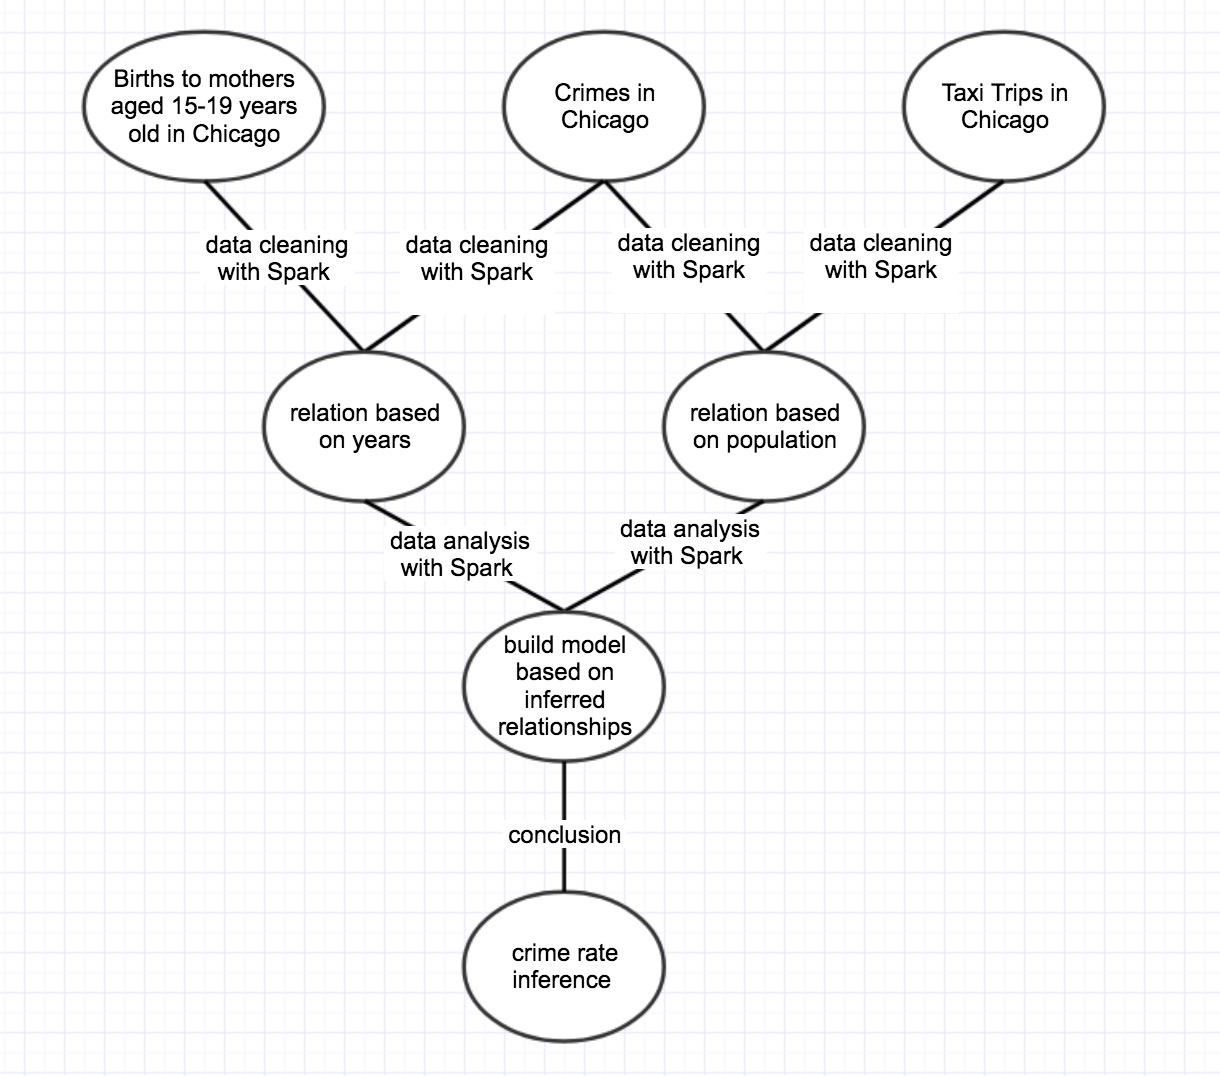 Births to mothers
aged 15-19 years
old in Chicago
Crimes in
Chicago
Taxi Trips in
Chicago
data cleaning
with Spark
data cleaning
with Spark
data cleaning
with Spark
data cleaning
with Spark
relation based
on years
relation based
on population
data analysis
with Spark
data analysis
with Spark
build model
based on
inferred
relationships
conclusion
crime rate
inference